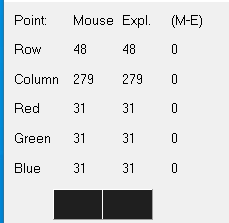 Point: Mouse Expl. (M-E)
Row 48 48 0
Column 279 279 0
Red 31 31 0
Green 31 31 0
Blue 31 31 0